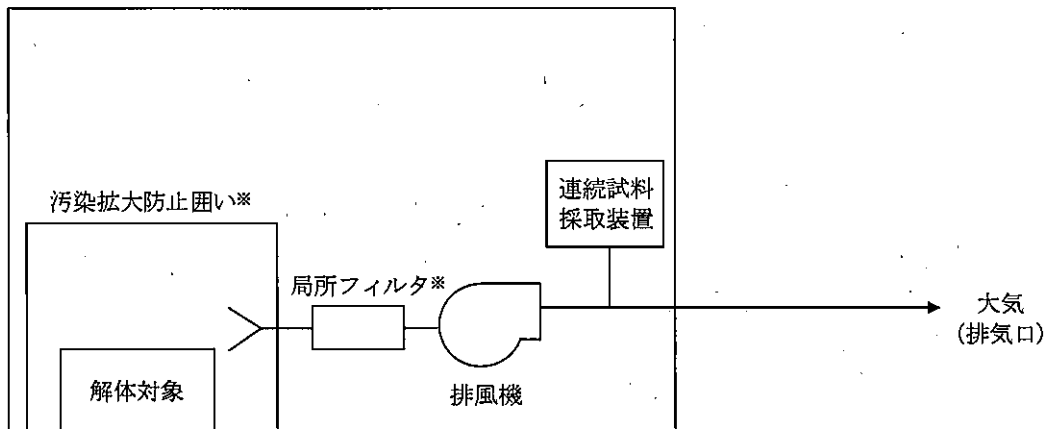 連続試料
採取装置
汚染拡大防止囲い※
局所フィルタ※
大気
(排気口)
解体対象
排風機